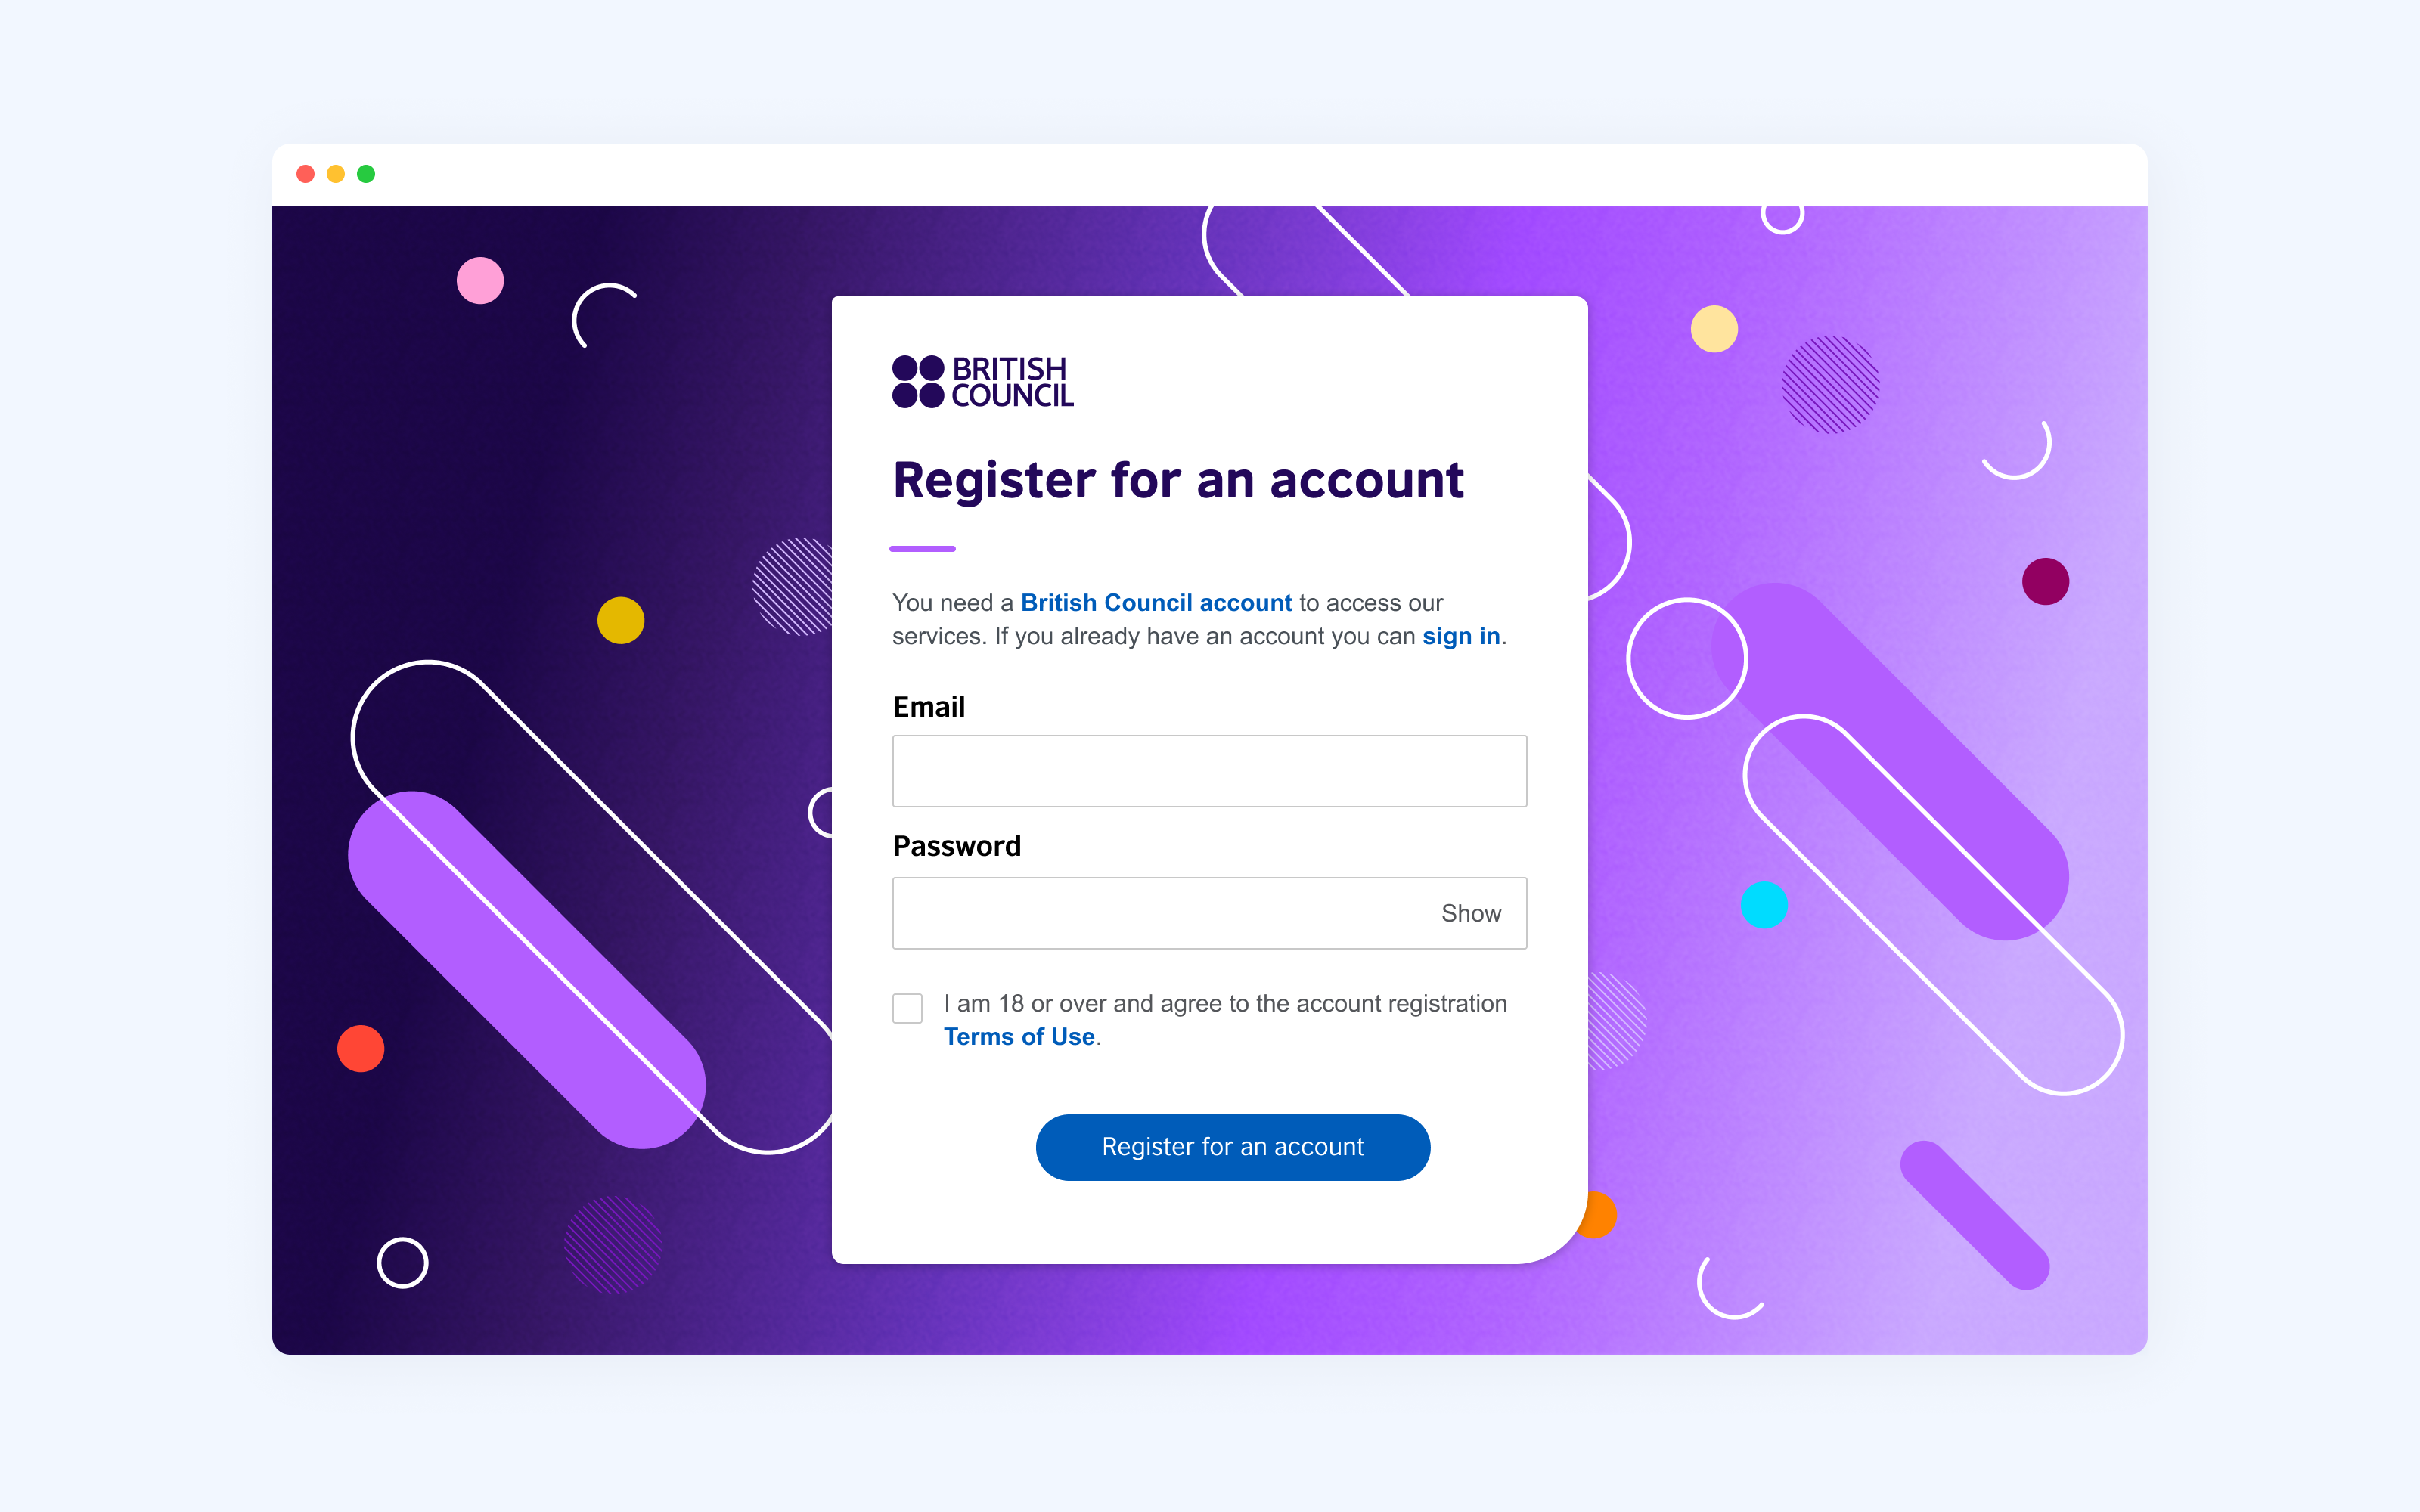 BRITISH
COUNCIL
Register for an account
You need a British Council account to access our
services. If you already have an account you can sign in.
Email
Password
Show
I am 18 or over and agree to the account registration
Terms of Use.
Register for an account